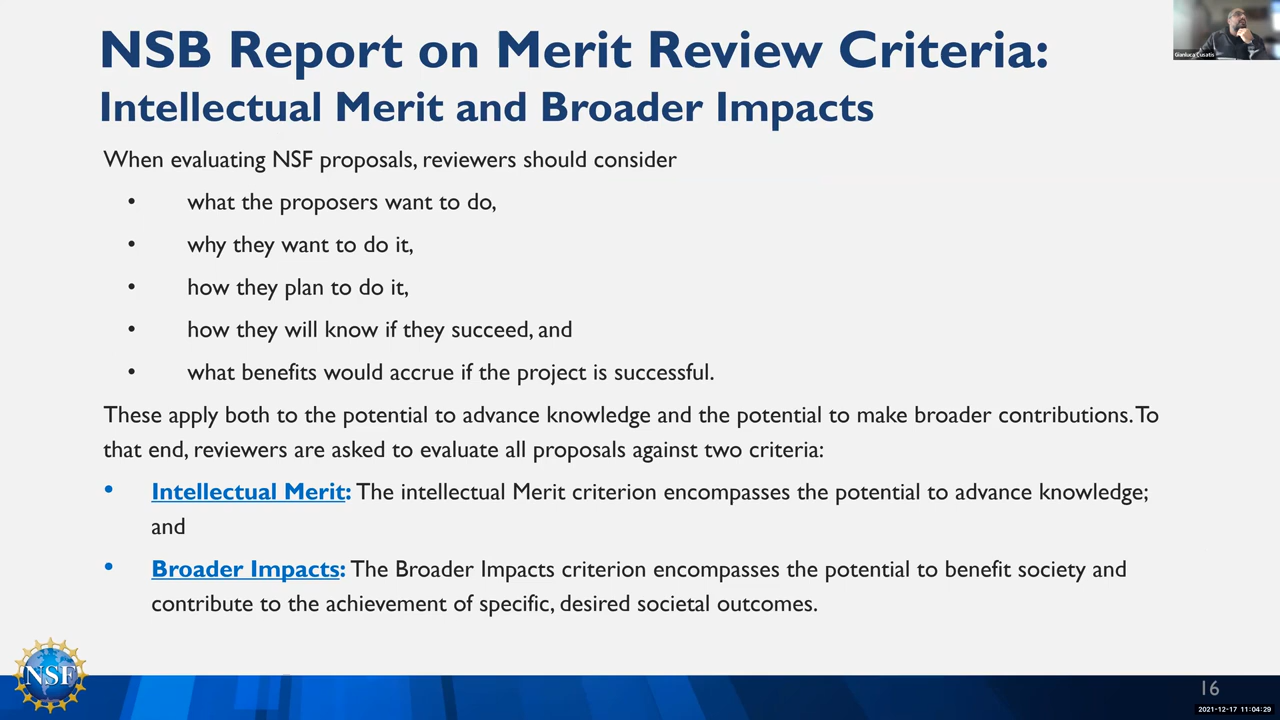 NSB Report on Merit Review Criteria:
Intellectual Merit and Broader Impacts
Gianluca Cusatis
When evaluating NSF proposals, reviewers should consider
• what the proposers want to do,
• why they want to do it,
• how they plan to do it,
• how they will know if they succeed, and
• what benefits would accrue if the project is successful.
These apply both to the potential to advance knowledge and the potential to make broader contributions. To
that end, reviewers are asked to evaluate all proposals against two criteria:
• Intellectual Merit: The intellectual Merit criterion encompasses the potential to advance knowledge;
and
• Broader Impacts: The Broader Impacts criterion encompasses the potential to benefit society and
contribute to the achievement of specific, desired societal outcomes.
NSF
16
2021-12-17 11:04:29